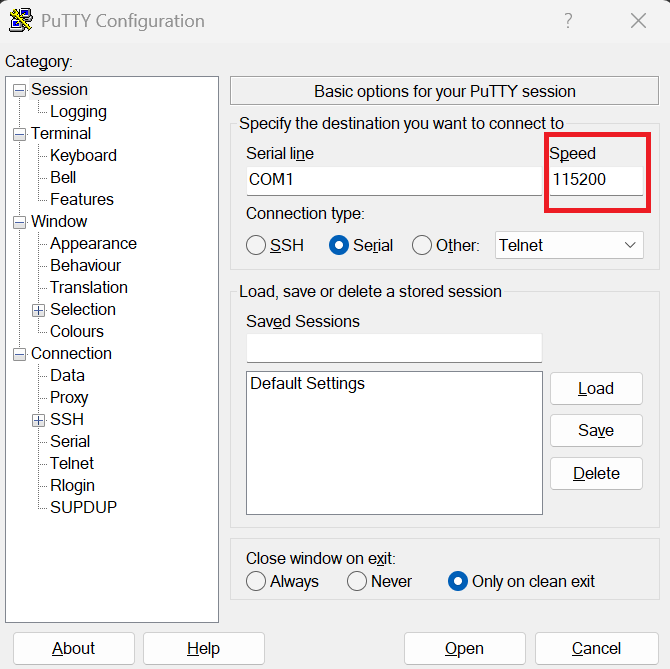 PuTTY Configuration
?
Category:
Session
Logging
Terminal
Keyboard
Bell
Features
Window
Appearance
Behaviour
Translation
Selection
Colours
Connection
Data
Proxy
SSH
Serial
Telnet
Rlogin
SUPDUP
Basic options for your PuTTY session
Specify the destination you want to connect to
Serial line Speed
COM1 115200
Connection type:
SSH Serial Other: Telnet
Load, save or delete a stored session
Saved Sessions
Default Settings
Load
Save
Delete
Close window on exit:
Always Never Only on clean exit
About Help Open Cancel